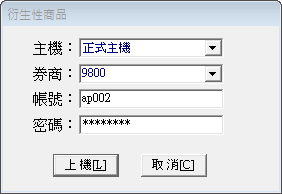 衍生性商品
主機：正式主機
券商：9800
帳號：ap002
密碼：********
上機[L] 取消[C]